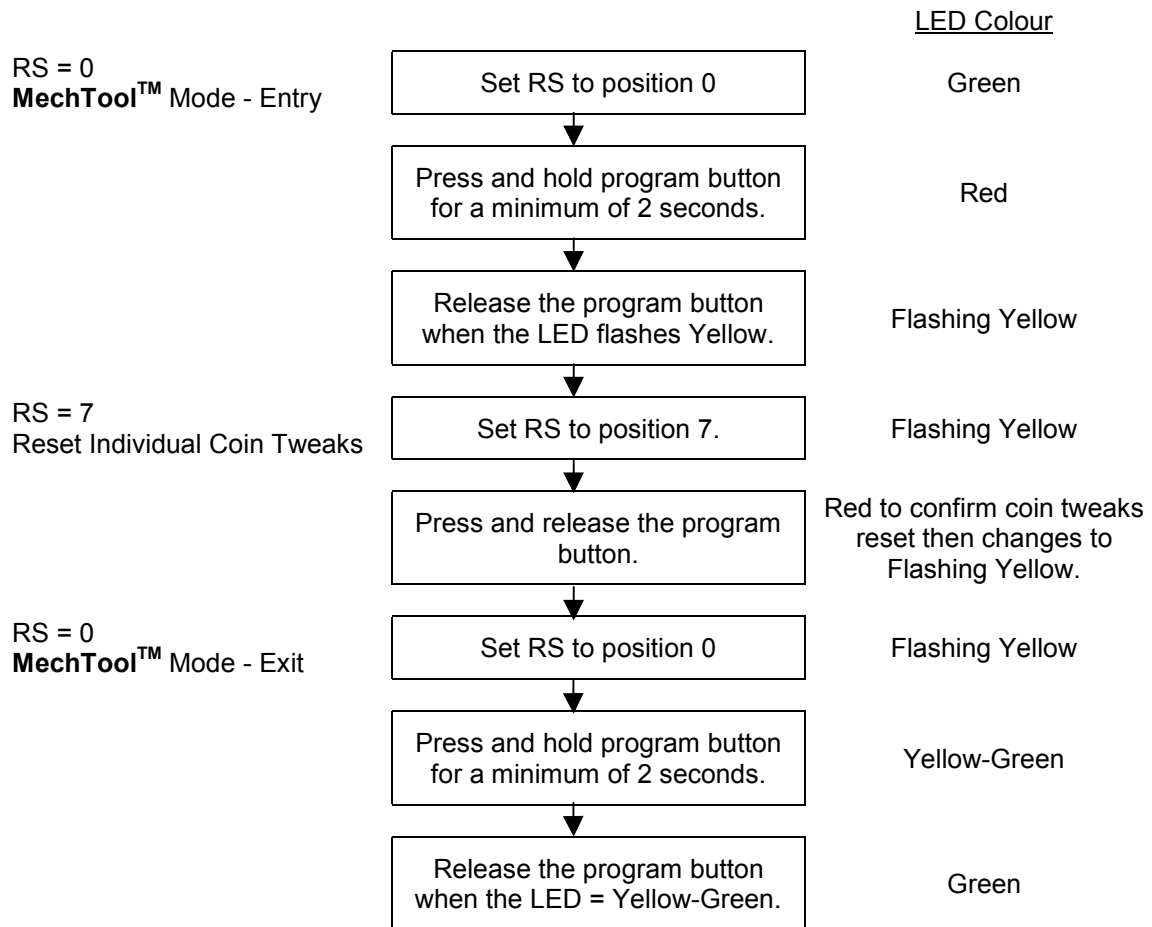 LED Colour
RS = 0
MechTool™ Mode - Entry
Set RS to position 0
Green
Press and hold program button
for a minimum of 2 seconds.
Red
Release the program button
when the LED flashes Yellow.
Flashing Yellow
RS = 7
Reset Individual Coin Tweaks
Set RS to position 7.
Flashing Yellow
Press and release the program
button.
Red to confirm coin tweaks
reset then changes to
Flashing Yellow.
RS = 0
MechTool™ Mode - Exit
Set RS to position 0
Flashing Yellow
Press and hold program button
for a minimum of 2 seconds.
Yellow-Green
Release the program button
when the LED = Yellow-Green.
Green